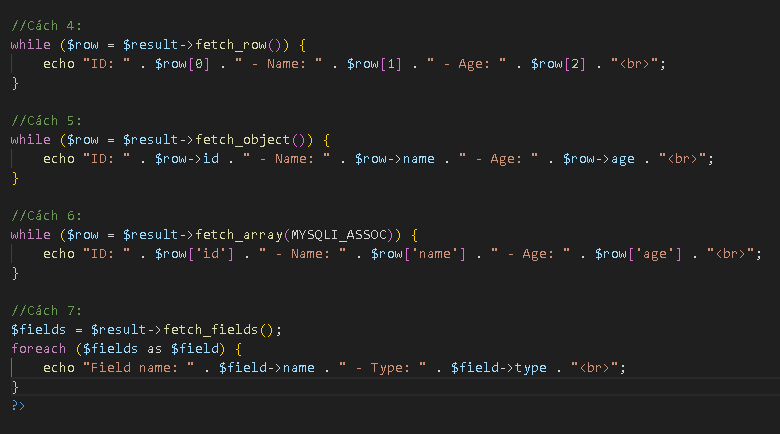 //Cách 4:
while ($row = $result->fetch_row()) {
    echo "ID: " . $row[0] . " - Name: " . $row[1] . " - Age: " . $row[2] . "<br>";
}

//Cách 5:
while ($row = $result->fetch_object()) {
    echo "ID: " . $row->id . " - Name: " . $row->name . " - Age: " . $row->age . "<br>";
}

//Cách 6:
while ($row = $result->fetch_array(MYSQLI_ASSOC)) {
    echo "ID: " . $row['id'] . " - Name: " . $row['name'] . " - Age: " . $row['age'] . "<br>";
}

//Cách 7:
$fields = $result->fetch_fields();
foreach ($fields as $field) {
    echo "Field name: " . $field->name . " - Type: " . $field->type . "<br>";
}
?>